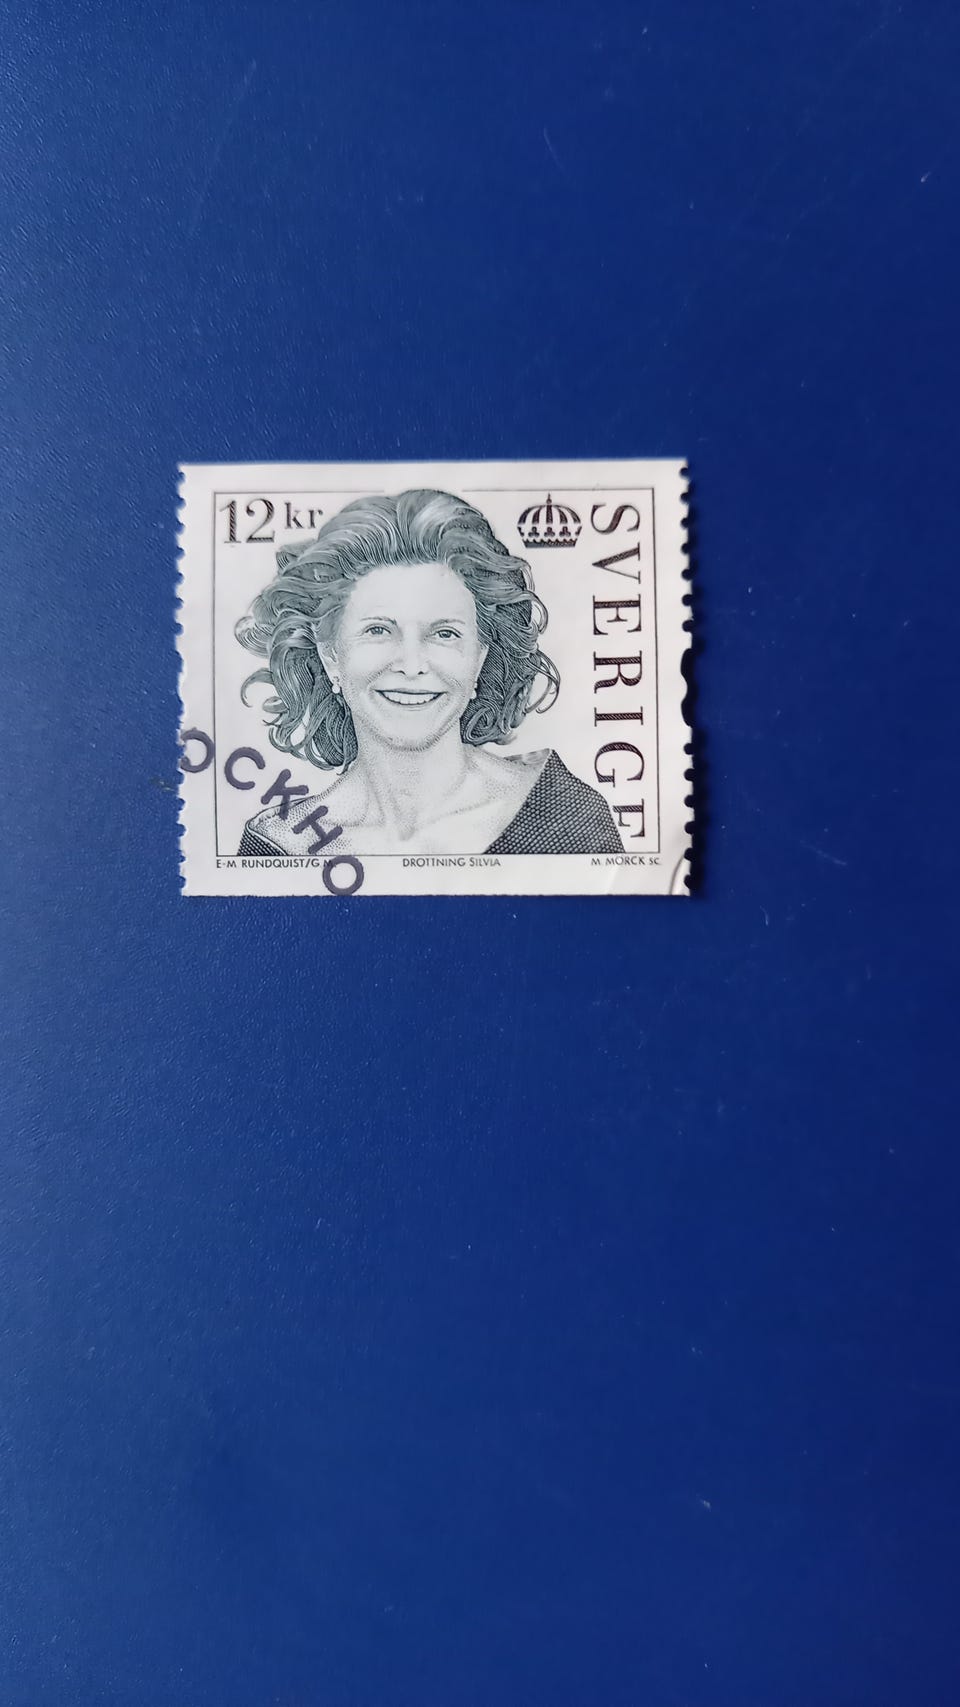 12 kr
SVERIGE
OCKHO
E-M RUNDQUIST/G M.
DROTTNING SILVIA
M. MÖRCK SC.